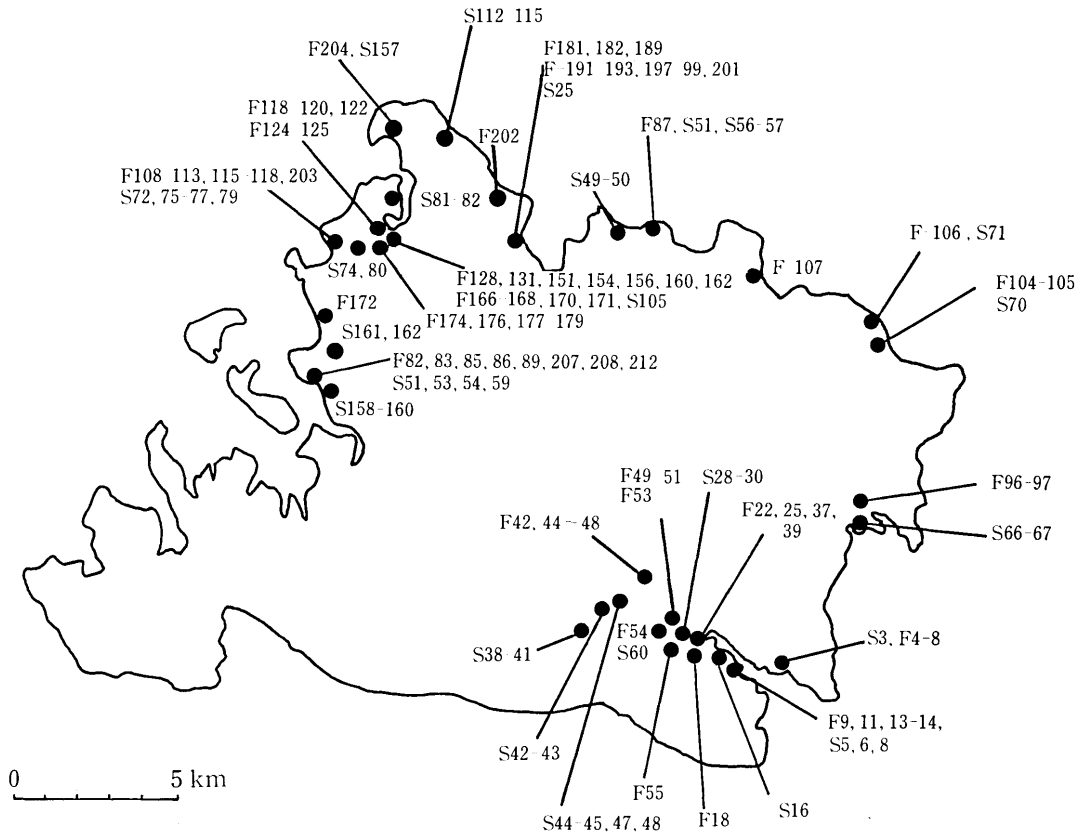 S112 115
F204, S157
F181, 182, 189
F-191 193, 197 99, 201
S25
F118 120, 122
F124 125
F202
F87, S51, S56-57
F108 113, 115-118, 203
S72, 75-77, 79
S81-82
S49-50
F-106, S71
S74, 80
F128, 131, 151, 154, 156, 160, 162
F166-168, 170, 171, S105
F 107
F104-105
S70
F172
F174, 176, 177 179
S161, 162
F82, 83, 85, 86, 89, 207, 208, 212
S51, 53, 54, 59
S158-160
F49 51
F53
S28-30
F96-97
F42, 44-48
F22, 25, 37,
39
S66-67
F54
S60
S38-41
S3, F4-8
F9, 11, 13-14,
S5, 6, 8
S42-43
0 5 km
F55
F18
S16
S44-45, 47, 48